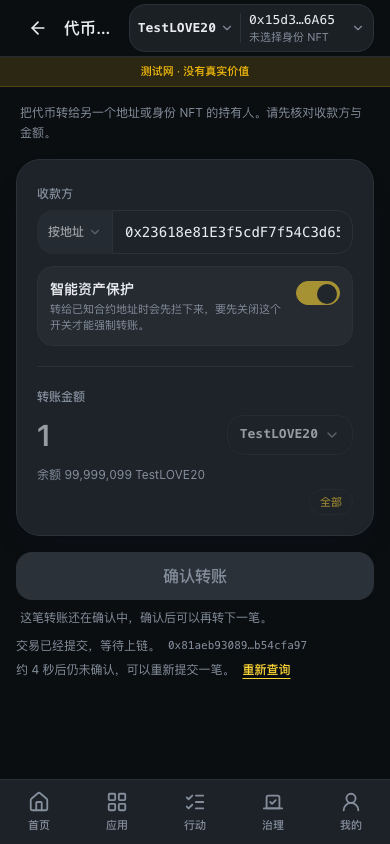 代币...
TestLOVE20
0x15d3…6A65
未选择身份 NFT
测试网 · 没有真实价值
把代币转给另一个地址或身份 NFT 的持有人。请先核对收款方与
金额。
收款方
按地址
0x23618e81E3f5cdF7f54C3d65
智能资产保护
转给已知合约地址时会先拦下来，要先关闭这个
开关才能强制转账。
转账金额
1
TestLOVE20
余额 99,999,099 TestLOVE20
全部
确认转账
这笔转账还在确认中，确认后可以再转下一笔。
交易已经提交，等待上链。 0x81aeb93089…b54cfa97
约 4 秒后仍未确认，可以重新提交一笔。 重新查询
首页
应用
行动
治理
我的